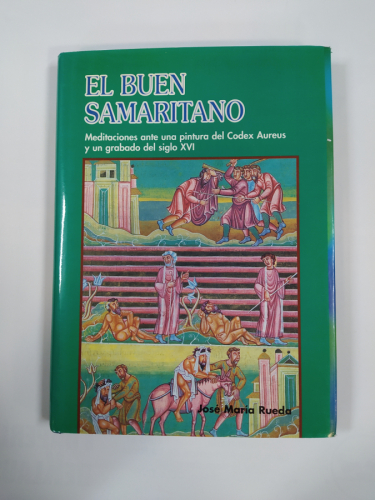 EL BUEN
SAMARITANO
Meditaciones ante una pintura del Codex Aureus
y un grabado del siglo XVI
José María Rueda